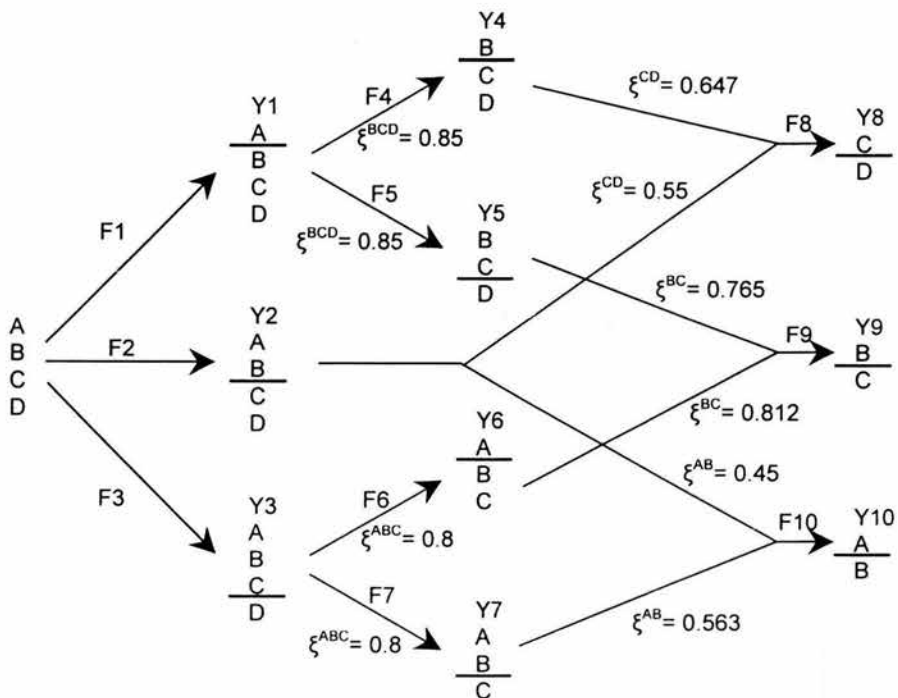 A
B
C
D
F1
F2
F3
Y1
A
B
C
D
Y2
A
B
C
D
Y3
A
B
C
D
F4
ξ^BCD = 0.85
F5
ξ^BCD = 0.85
F6
ξ^ABC = 0.8
F7
ξ^ABC = 0.8
Y4
B
C
D
Y5
B
C
D
Y6
A
B
C
Y7
A
B
C
ξ^CD = 0.647
ξ^CD = 0.55
ξ^BC = 0.765
ξ^BC = 0.812
ξ^AB = 0.45
ξ^AB = 0.563
F8
F9
F10
Y8
C
D
Y9
B
C
Y10
A
B